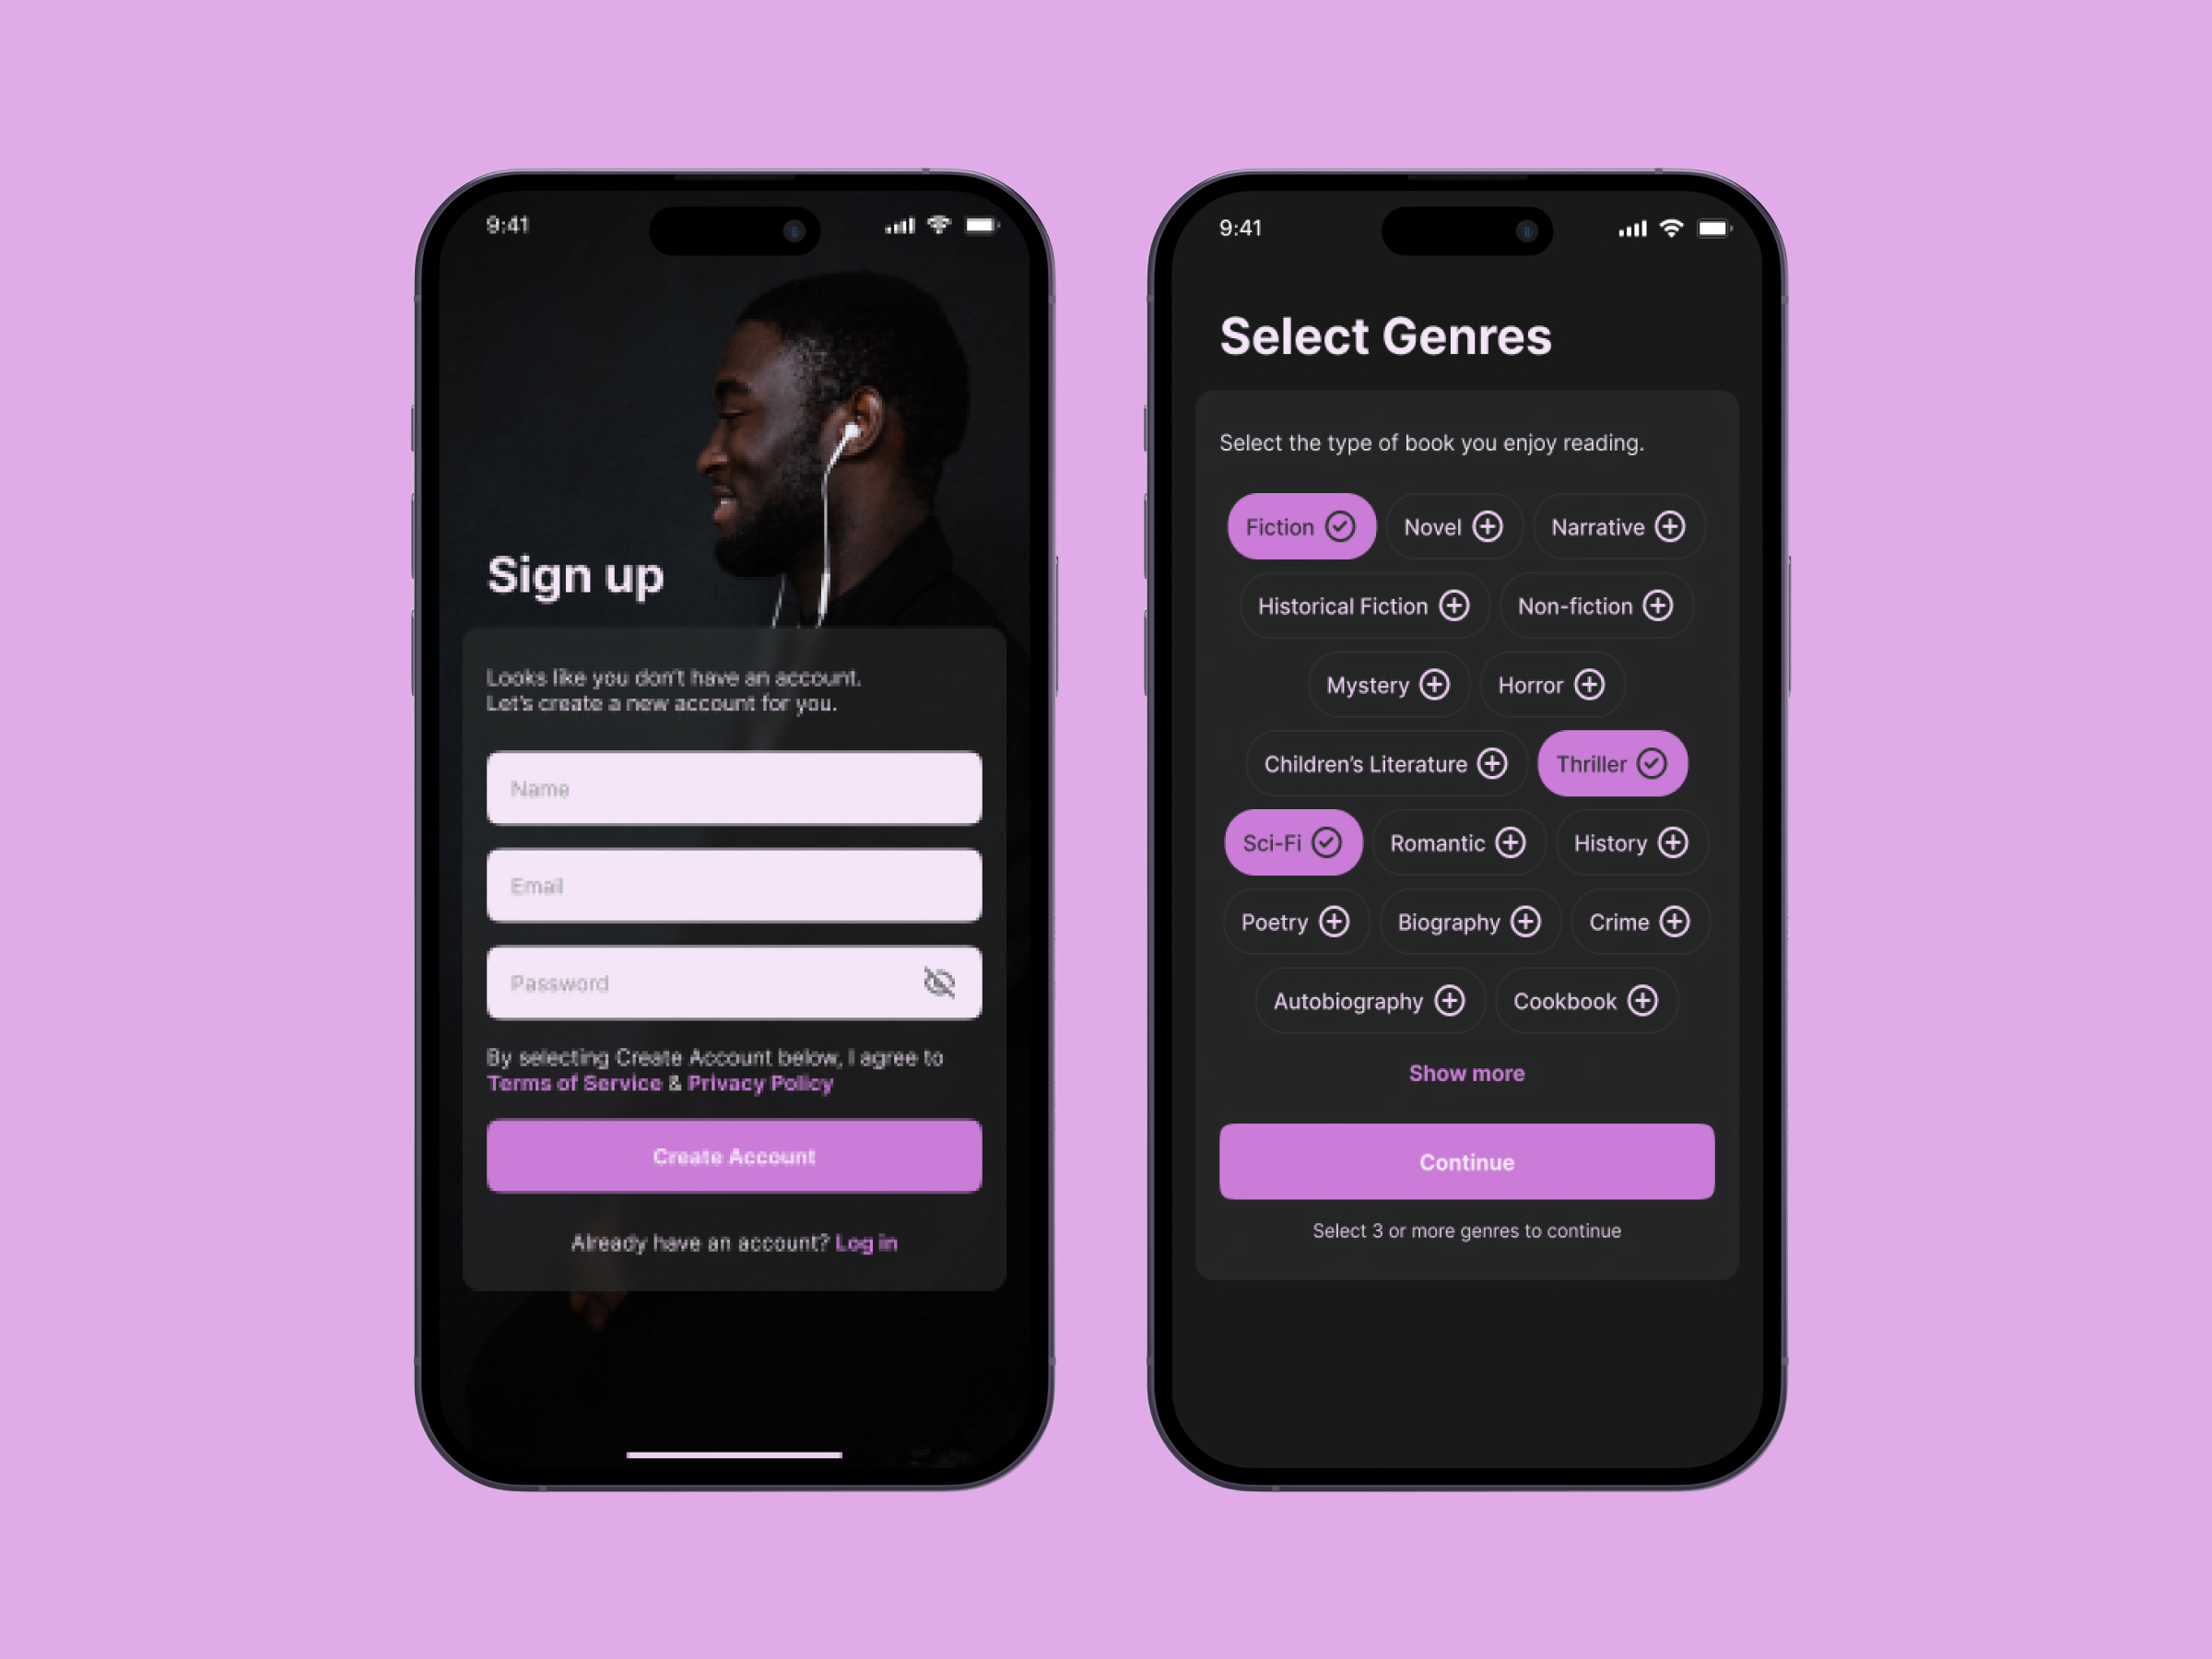 9:41
Sign up
Looks like you don't have an account.
Let's create a new account for you.
Name
Email
Password
By selecting Create Account below, I agree to
Terms of Service & Privacy Policy
Create Account
Already have an account? Log in
9:41
Select Genres
Select the type of book you enjoy reading.
Fiction Novel Narrative
Historical Fiction Non-fiction
Mystery Horror
Children's Literature Thriller
Sci-Fi Romantic History
Poetry Biography Crime
Autobiography Cookbook
Show more
Continue
Select 3 or more genres to continue